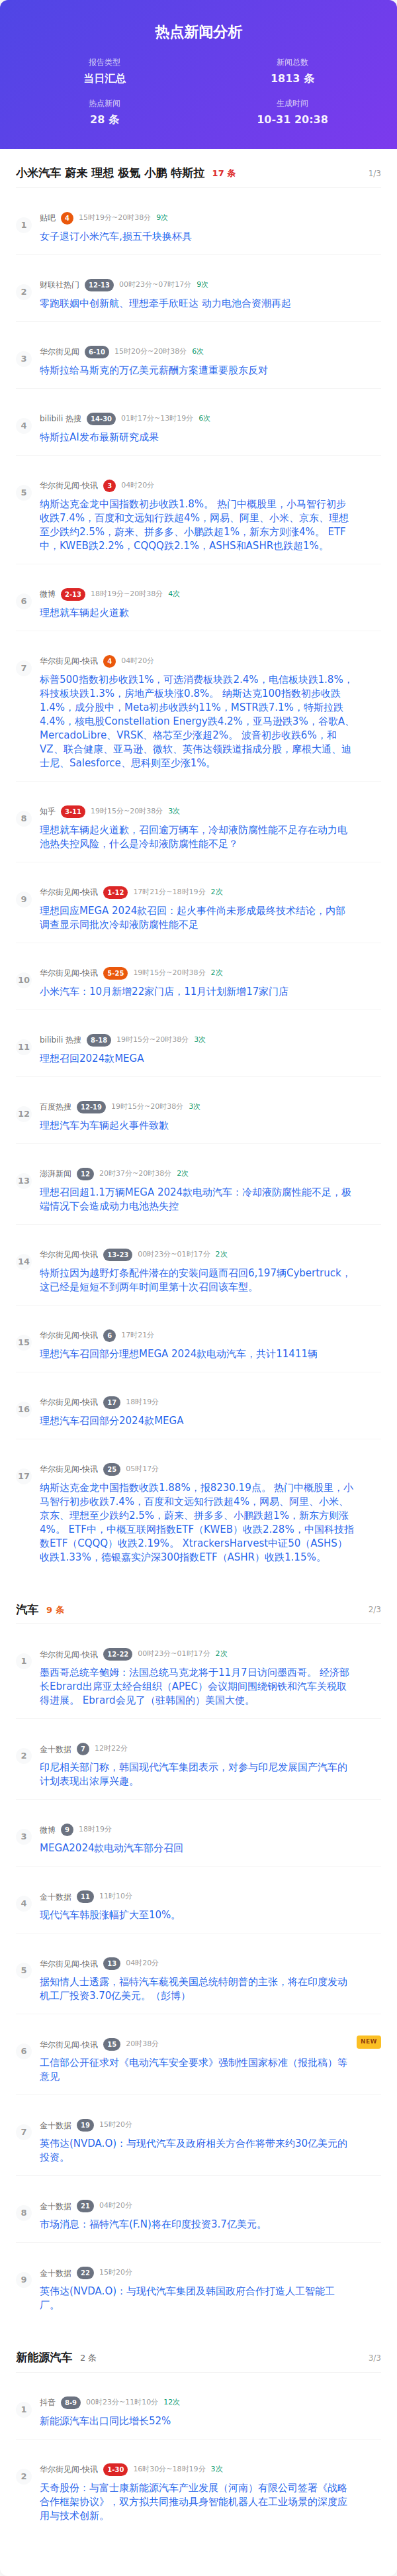 热点新闻分析
报告类型
当日汇总
新闻总数
1813 条
热点新闻
28 条
生成时间
10-31 20:38
小米汽车 蔚来 理想 极氪 小鹏 特斯拉 17 条 1/3
1
贴吧 4 15时19分~20时38分 9次
女子退订小米汽车,损五千块换杯具
2
财联社热门 12-13 00时23分~07时17分 9次
零跑联姻中创新航、理想牵手欣旺达 动力电池合资潮再起
3
华尔街见闻 6-10 15时20分~20时38分 6次
特斯拉给马斯克的万亿美元薪酬方案遭重要股东反对
4
bilibili 热搜 14-30 01时17分~13时19分 6次
特斯拉AI发布最新研究成果
5
华尔街见闻-快讯 3 04时20分
纳斯达克金龙中国指数初步收跌1.8%。 热门中概股里，小马智行初步
收跌7.4%，百度和文远知行跌超4%，网易、阿里、小米、京东、理想
至少跌约2.5%，蔚来、拼多多、小鹏跌超1%，新东方则涨4%。 ETF
中，KWEB跌2.2%，CQQQ跌2.1%，ASHS和ASHR也跌超1%。
6
微博 2-13 18时19分~20时38分 4次
理想就车辆起火道歉
7
华尔街见闻-快讯 4 04时20分
标普500指数初步收跌1%，可选消费板块跌2.4%，电信板块跌1.8%，
科技板块跌1.3%，房地产板块涨0.8%。 纳斯达克100指数初步收跌
1.4%，成分股中，Meta初步收跌约11%，MSTR跌7.1%，特斯拉跌
4.4%，核电股Constellation Energy跌4.2%，亚马逊跌3%，谷歌A、
MercadoLibre、VRSK、格芯至少涨超2%。 波音初步收跌6%，和
VZ、联合健康、亚马逊、微软、英伟达领跌道指成分股，摩根大通、迪
士尼、Salesforce、思科则至少涨1%。
8
知乎 3-11 19时15分~20时38分 3次
理想就车辆起火道歉，召回逾万辆车，冷却液防腐性能不足存在动力电
池热失控风险，什么是冷却液防腐性能不足？
9
华尔街见闻-快讯 1-12 17时21分~18时19分 2次
理想回应MEGA 2024款召回：起火事件尚未形成最终技术结论，内部
调查显示同批次冷却液防腐性能不足
10
华尔街见闻-快讯 5-25 19时15分~20时38分 2次
小米汽车：10月新增22家门店，11月计划新增17家门店
11
bilibili 热搜 8-18 19时15分~20时38分 3次
理想召回2024款MEGA
12
百度热搜 12-19 19时15分~20时38分 3次
理想汽车为车辆起火事件致歉
13
澎湃新闻 12 20时37分~20时38分 2次
理想召回超1.1万辆MEGA 2024款电动汽车：冷却液防腐性能不足，极
端情况下会造成动力电池热失控
14
华尔街见闻-快讯 13-23 00时23分~01时17分 2次
特斯拉因为越野灯条配件潜在的安装问题而召回6,197辆Cybertruck，
这已经是短短不到两年时间里第十次召回该车型。
15
华尔街见闻-快讯 6 17时21分
理想汽车召回部分理想MEGA 2024款电动汽车，共计11411辆
16
华尔街见闻-快讯 17 18时19分
理想汽车召回部分2024款MEGA
17
华尔街见闻-快讯 25 05时17分
纳斯达克金龙中国指数收跌1.88%，报8230.19点。 热门中概股里，小
马智行初步收跌7.4%，百度和文远知行跌超4%，网易、阿里、小米、
京东、理想至少跌约2.5%，蔚来、拼多多、小鹏跌超1%，新东方则涨
4%。 ETF中，中概互联网指数ETF（KWEB）收跌2.28%，中国科技指
数ETF（CQQQ）收跌2.19%。 XtrackersHarvest中证50（ASHS）
收跌1.33%，德银嘉实沪深300指数ETF（ASHR）收跌1.15%。
汽车 9 条 2/3
1
华尔街见闻-快讯 12-22 00时23分~01时17分 2次
墨西哥总统辛鲍姆：法国总统马克龙将于11月7日访问墨西哥。 经济部
长Ebrard出席亚太经合组织（APEC）会议期间围绕钢铁和汽车关税取
得进展。 Ebrard会见了（驻韩国的）美国大使。
2
金十数据 7 12时22分
印尼相关部门称，韩国现代汽车集团表示，对参与印尼发展国产汽车的
计划表现出浓厚兴趣。
3
微博 9 18时19分
MEGA2024款电动汽车部分召回
4
金十数据 11 11时10分
现代汽车韩股涨幅扩大至10%。
5
华尔街见闻-快讯 13 04时20分
据知情人士透露，福特汽车藐视美国总统特朗普的主张，将在印度发动
机工厂投资3.70亿美元。（彭博）
6
华尔街见闻-快讯 15 20时38分 NEW
工信部公开征求对《电动汽车安全要求》强制性国家标准（报批稿）等
意见
7
金十数据 19 15时20分
英伟达(NVDA.O)：与现代汽车及政府相关方合作将带来约30亿美元的
投资。
8
金十数据 21 04时20分
市场消息：福特汽车(F.N)将在印度投资3.7亿美元。
9
金十数据 22 15时20分
英伟达(NVDA.O)：与现代汽车集团及韩国政府合作打造人工智能工
厂。
新能源汽车 2 条 3/3
1
抖音 8-9 00时23分~11时10分 12次
新能源汽车出口同比增长52%
2
华尔街见闻-快讯 1-30 16时30分~18时19分 3次
天奇股份：与富士康新能源汽车产业发展（河南）有限公司签署《战略
合作框架协议》，双方拟共同推动具身智能机器人在工业场景的深度应
用与技术创新。